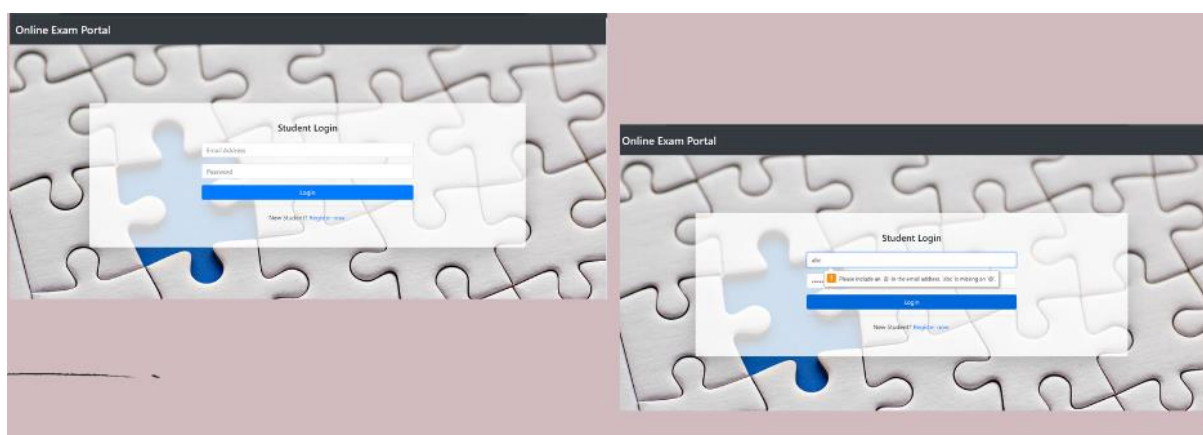 Online Exam Portal
Student Login
Email Address
Password
Login
New Student? Register now
Online Exam Portal
Student Login
abc
Please include an '@' in the email address. 'abc' is missing an '@'.
Login
New Student? Register now